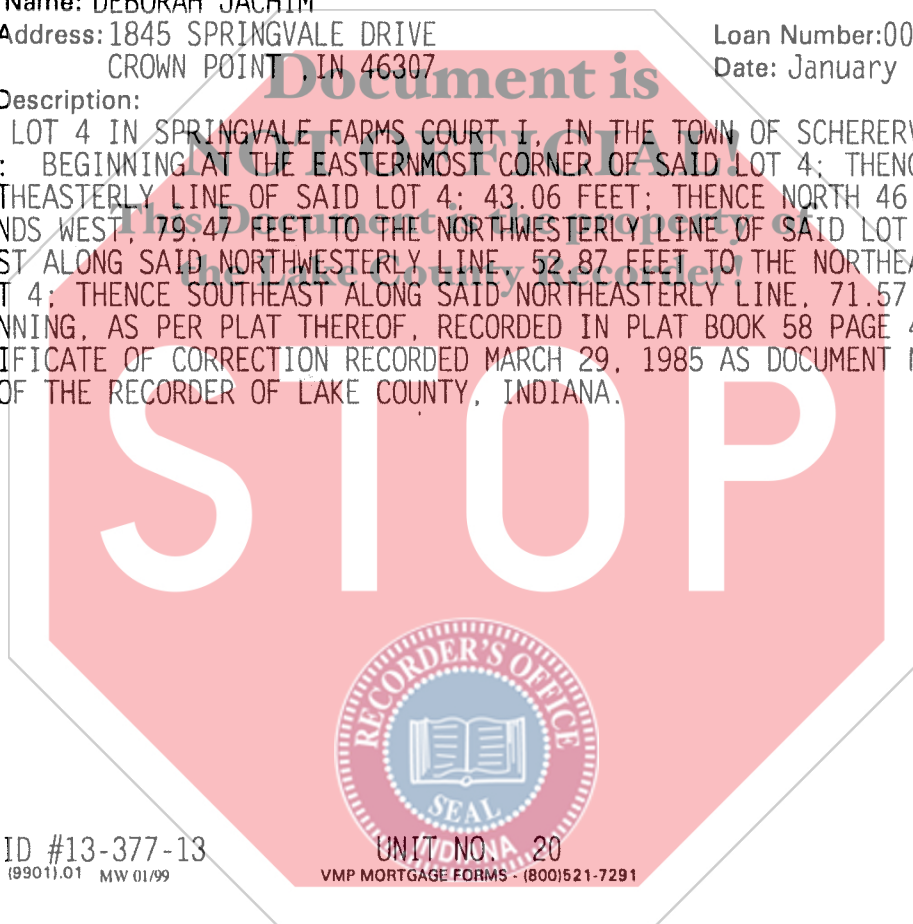 Name: DEBORAH JACHIM
Address: 1845 SPRINGVALE DRIVE Loan Number:00
CROWN POINT ,IN 46307 Date: January
Document is
Description:
LOT 4 IN SPRINGVALE FARMS COURT I, IN THE TOWN OF SCHERERV
NOT OFFICIAL!
: BEGINNING AT THE EASTERNMOST CORNER OF SAID LOT 4; THENC
THEASTERLY LINE OF SAID LOT 4; 43.06 FEET; THENCE NORTH 46
This Document is the property of
NDS WEST, 79.47 FEET TO THE NORTHWESTERLY LINE OF SAID LOT
the Lake County Recorder!
ST ALONG SAID NORTHWESTERLY LINE, 52.87 FEET TO THE NORTHEA
T 4; THENCE SOUTHEAST ALONG SAID NORTHEASTERLY LINE, 71.57
NNING, AS PER PLAT THEREOF, RECORDED IN PLAT BOOK 58 PAGE 4
IFICATE OF CORRECTION RECORDED MARCH 29, 1985 AS DOCUMENT N
OF THE RECORDER OF LAKE COUNTY, INDIANA.
STOP
RECORDER'S OFFICE
SEAL
INDIANA
ID #13-377-13 UNIT NO. 20
(9901).01 MW 01/99 VMP MORTGAGE FORMS - (800)521-7291